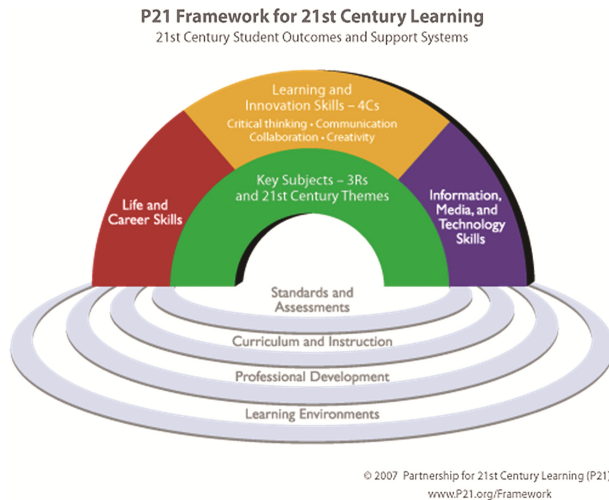 P21 Framework for 21st Century Learning
21st Century Student Outcomes and Support Systems
Learning and
Innovation Skills – 4Cs
Critical thinking • Communication
Collaboration • Creativity
Key Subjects – 3Rs
and 21st Century Themes
Life and
Career Skills
Information,
Media, and
Technology
Skills
Standards and
Assessments
Curriculum and Instruction
Professional Development
Learning Environments
© 2007 Partnership for 21st Century Learning (P21)
www.P21.org/Framework